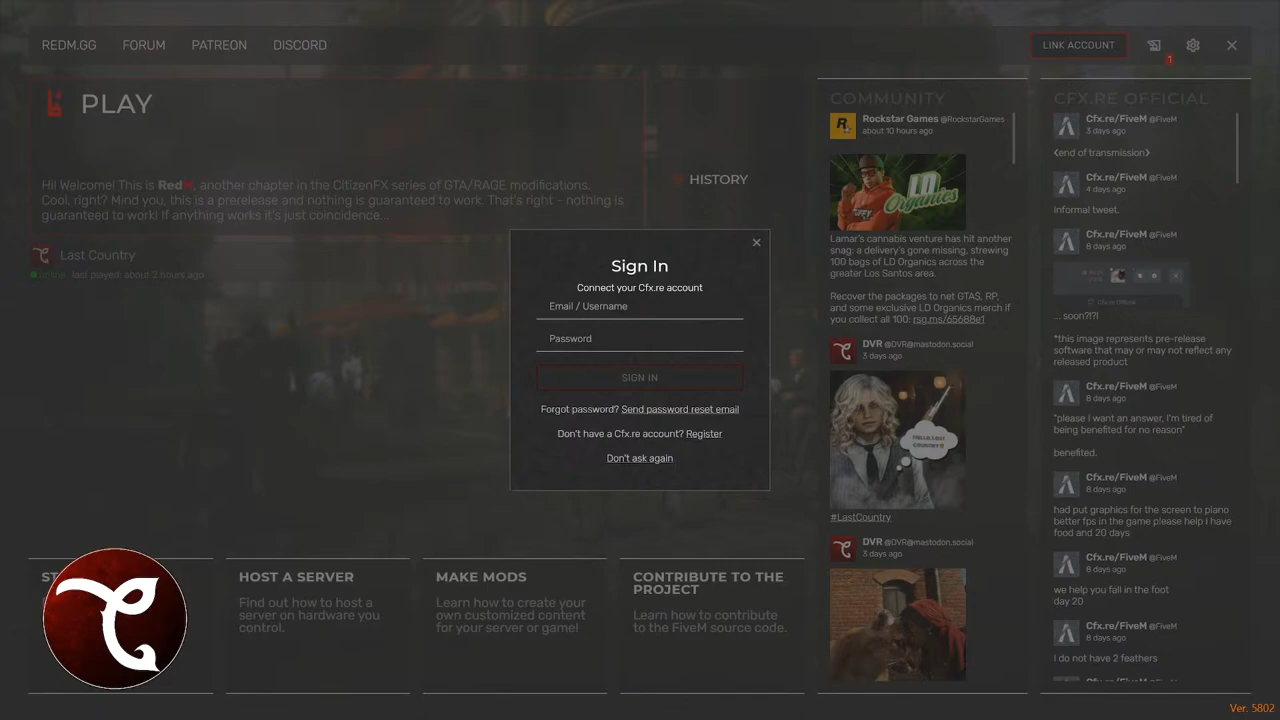 REDM.GG FORUM PATREON DISCORD
LINK ACCOUNT
1
PLAY
Hi! Welcome! This is RedM, another chapter in the CitizenFX series of GTA/RAGE modifications.
Cool, right? Mind you, this is a prerelease and nothing is guaranteed to work. That's right - nothing is
guaranteed to work! If anything works it's just coincidence...
HISTORY
Last Country
online last played: about 2 hours ago
Sign In
Connect your Cfx.re account
Email / Username
Password
SIGN IN
Forgot password? Send password reset email
Don't have a Cfx.re account? Register
Don't ask again
HOST A SERVER
Find out how to host a
server on hardware you
control.
MAKE MODS
Learn how to create your
own customized content
for your server or game!
CONTRIBUTE TO THE
PROJECT
Learn how to contribute
to the FiveM source code.
COMMUNITY
Rockstar Games @RockstarGames
about 10 hours ago
LD
Organics
Lamar's cannabis venture has hit another
snag: a delivery's gone missing, strewing
100 bags of LD Organics across the
greater Los Santos area.
Recover the packages to net GTA$, RP,
and some exclusive LD Organics merch if
you collect all 100: rsg.ms/65688e1
DVR @DVR@mastodon.social
3 days ago
HELLO LAST
COUNTRY
#LastCountry
DVR @DVR@mastodon.social
3 days ago
CFX.RE OFFICIAL
Cfx.re/FiveM @FiveM
3 days ago
<end of transmission>
Cfx.re/FiveM @FiveM
4 days ago
Informal tweet.
Cfx.re/FiveM @FiveM
8 days ago
Cfx.re Official
... soon?!?!
*this image represents pre-release
software that may or may not reflect any
released product
Cfx.re/FiveM @FiveM
8 days ago
"please I want an answer, I'm tired of
being benefited for no reason"
benefited.
Cfx.re/FiveM @FiveM
8 days ago
had put graphics for the screen to piano
better fps in the game please help i have
food and 20 days
Cfx.re/FiveM @FiveM
8 days ago
we help you fall in the foot
day 20
Cfx.re/FiveM @FiveM
8 days ago
I do not have 2 feathers
Ver. 5802